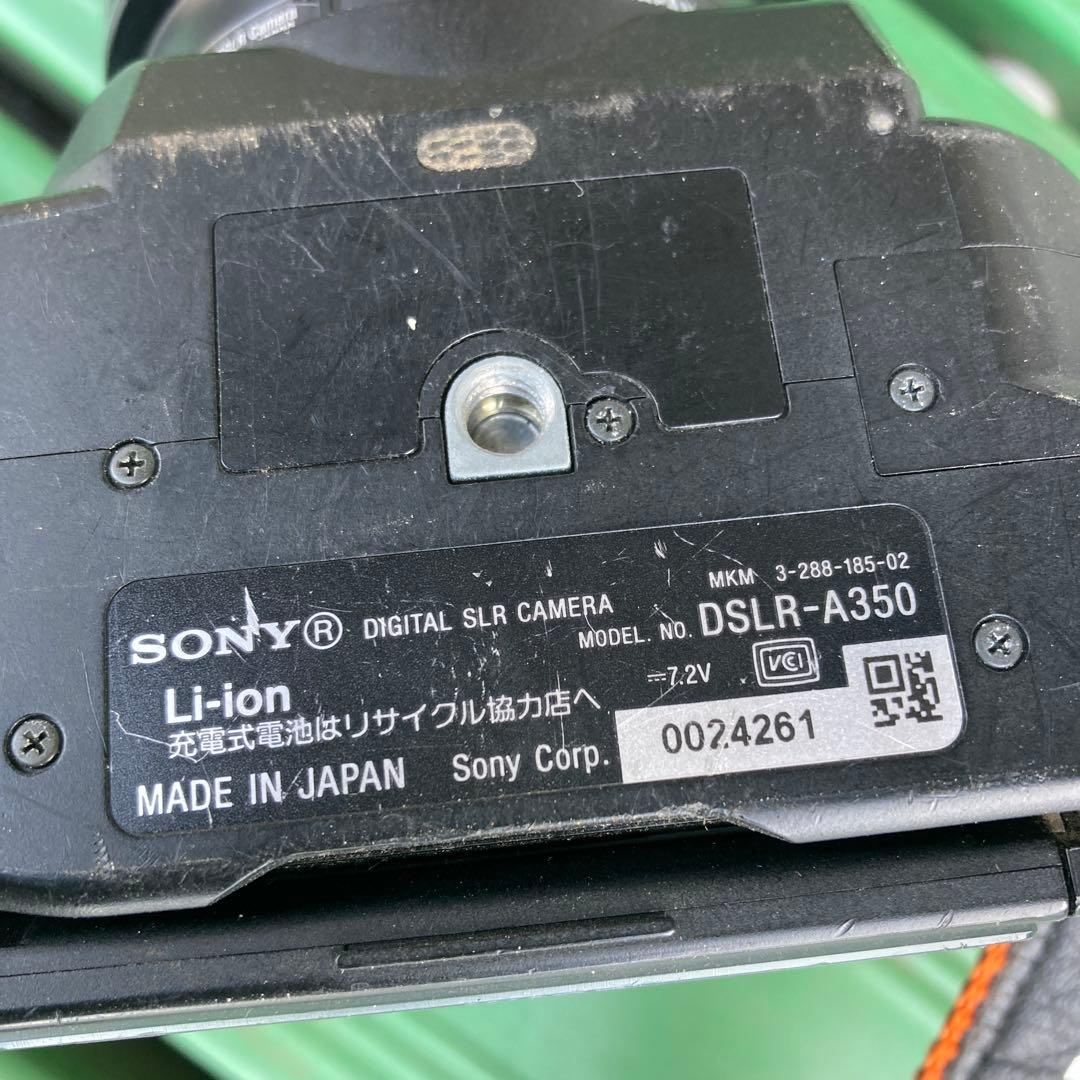 Camera
MKM 3-288-185-02
SONY® DIGITAL SLR CAMERA
MODEL. NO. DSLR-A350
⎓7.2V VCI
Li-ion
充電式電池はリサイクル協力店へ
0024261
MADE IN JAPAN Sony Corp.